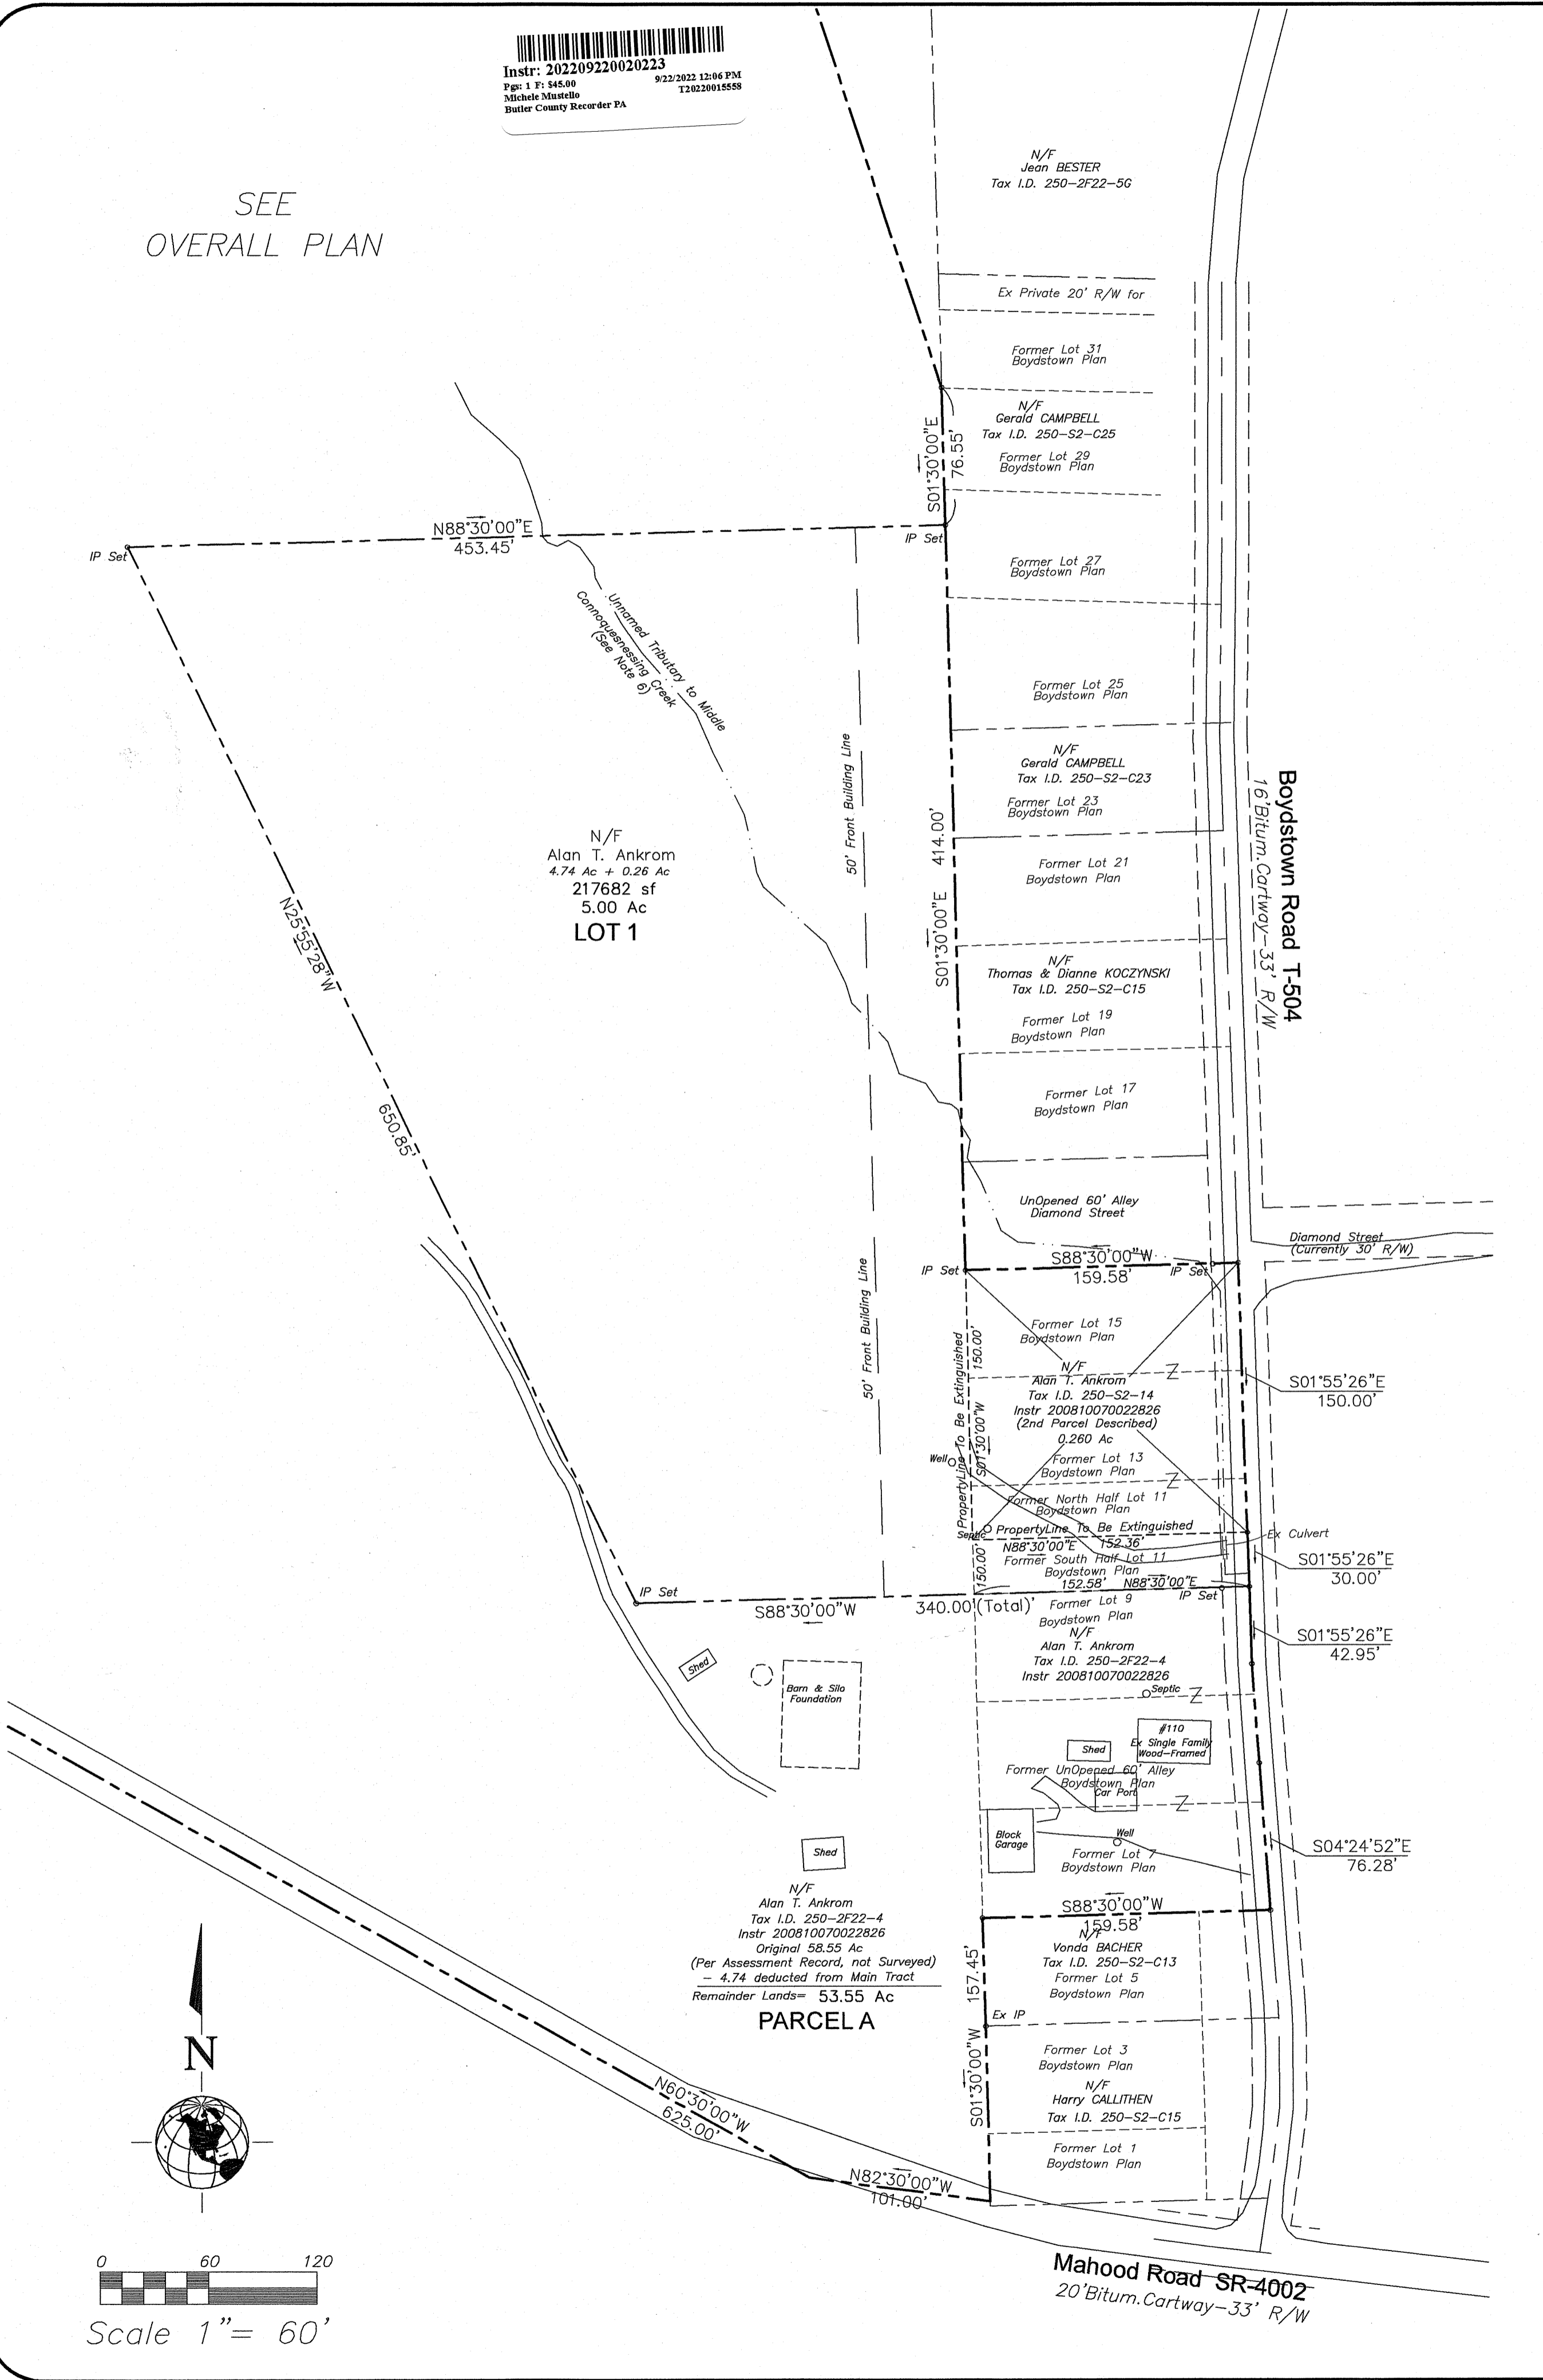 Instr: 202209220020223
Pgs: 1 F: $45.00
9/22/2022 12:06 PM
Michele Mustello
T20220015558
Butler County Recorder PA
SEE
OVERALL PLAN
N/F
Jean BESTER
Tax I.D. 250-2F22-5G
Ex Private 20' R/W for
Former Lot 31
Boydstown Plan
N/F
Gerald CAMPBELL
Tax I.D. 250-S2-C25
Former Lot 29
Boydstown Plan
S01°30'00"E
76.55'
N88°30'00"E
453.45'
IP Set
IP Set
Former Lot 27
Boydstown Plan
Unnamed Tributary to Middle
Connoquesnessing Creek
(See Note 6)
Former Lot 25
Boydstown Plan
N/F
Gerald CAMPBELL
Tax I.D. 250-S2-C23
Former Lot 23
Boydstown Plan
50' Front Building Line
S01°30'00"E 414.00'
Boydstown Road T-504
16'Bitum.Cartway-33' R/W
N/F
Alan T. Ankrom
4.74 Ac + 0.26 Ac
217682 sf
5.00 Ac
LOT 1
Former Lot 21
Boydstown Plan
N25°55'28"W
650.85'
N/F
Thomas & Dianne KOCZYNSKI
Tax I.D. 250-S2-C15
Former Lot 19
Boydstown Plan
Former Lot 17
Boydstown Plan
UnOpened 60' Alley
Diamond Street
Diamond Street
(Currently 30' R/W)
S88°30'00"W
159.58'
IP Set
IP Set
50' Front Building Line
Former Lot 15
Boydstown Plan
PropertyLine To Be Extinguished
150.00'
S01°30'00"W
N/F
Alan T. Ankrom
Tax I.D. 250-S2-14
Instr 200810070022826
(2nd Parcel Described)
0.260 Ac
S01°55'26"E
150.00'
Well
Former Lot 13
Boydstown Plan
Former North Half Lot 11
Boydstown Plan
Septic
PropertyLine To Be Extinguished
N88°30'00"E 152.36'
Ex Culvert
Former South Half Lot 11
Boydstown Plan
150.00'
152.58' N88°30'00"E
S01°55'26"E
30.00'
IP Set
IP Set
S88°30'00"W
340.00'(Total)'
Former Lot 9
Boydstown Plan
N/F
Alan T. Ankrom
Tax I.D. 250-2F22-4
Instr 200810070022826
S01°55'26"E
42.95'
Shed
Barn & Silo
Foundation
Septic
#110
Ex Single Family
Wood-Framed
Shed
Former UnOpened 60' Alley
Boydstown Plan
Car Port
Block
Garage
Well
Former Lot 7
Boydstown Plan
S04°24'52"E
76.28'
Shed
N/F
Alan T. Ankrom
Tax I.D. 250-2F22-4
Instr 200810070022826
Original 58.55 Ac
(Per Assessment Record, not Surveyed)
- 4.74 deducted from Main Tract
Remainder Lands= 53.55 Ac
PARCEL A
S88°30'00"W
159.58'
N/F
Vonda BACHER
Tax I.D. 250-S2-C13
Former Lot 5
Boydstown Plan
S01°30'00"W 157.45'
Ex IP
Former Lot 3
Boydstown Plan
N/F
Harry CALLITHEN
Tax I.D. 250-S2-C15
Former Lot 1
Boydstown Plan
N
N60°30'00"W
625.00'
N82°30'00"W
101.00'
Mahood Road SR-4002
20'Bitum.Cartway-33' R/W
0 60 120
Scale 1"= 60'